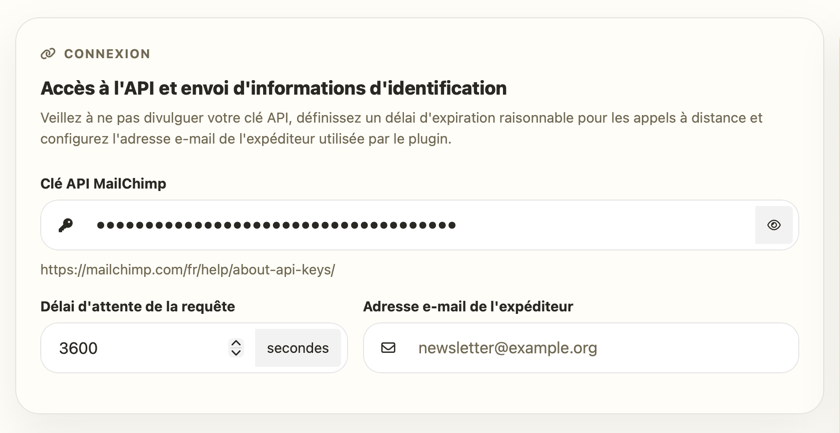 CONNEXION
Accès à l'API et envoi d'informations d'identification
Veillez à ne pas divulguer votre clé API, définissez un délai d'expiration raisonnable pour les appels à distance et
configurez l'adresse e-mail de l'expéditeur utilisée par le plugin.
Clé API MailChimp
•••••••••••••••••••••••••••••••••••••
https://mailchimp.com/fr/help/about-api-keys/
Délai d'attente de la requête
Adresse e-mail de l'expéditeur
3600
secondes
newsletter@example.org